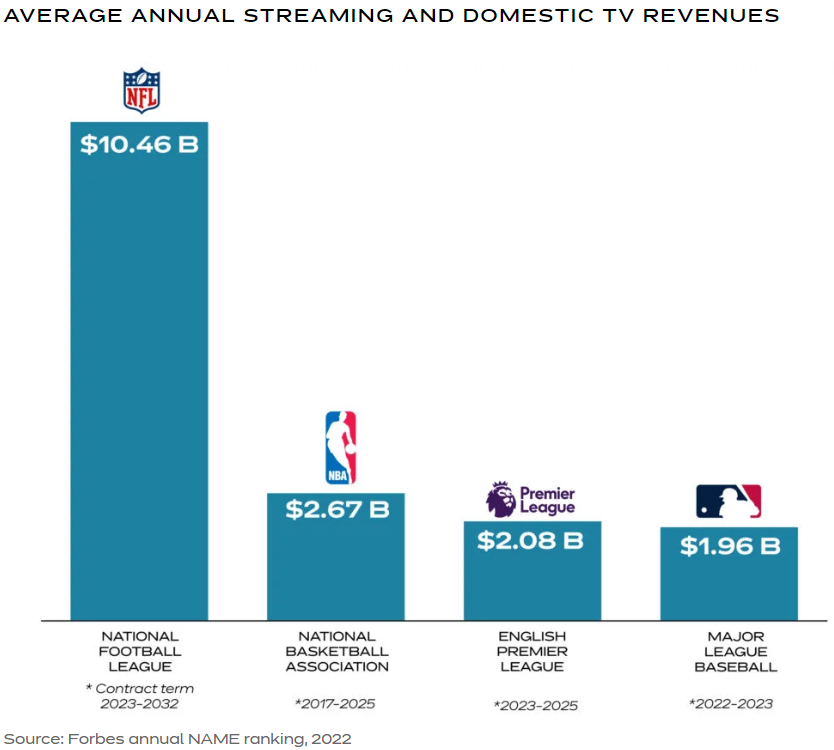 AVERAGE ANNUAL STREAMING AND DOMESTIC TV REVENUES
NFL
$10.46 B
NBA
$2.67 B
Premier
League
$2.08 B
$1.96 B
NATIONAL
FOOTBALL
LEAGUE
* Contract term
2023-2032
NATIONAL
BASKETBALL
ASSOCIATION
*2017-2025
ENGLISH
PREMIER
LEAGUE
*2023-2025
MAJOR
LEAGUE
BASEBALL
*2022-2023
Source: Forbes annual NAME ranking, 2022